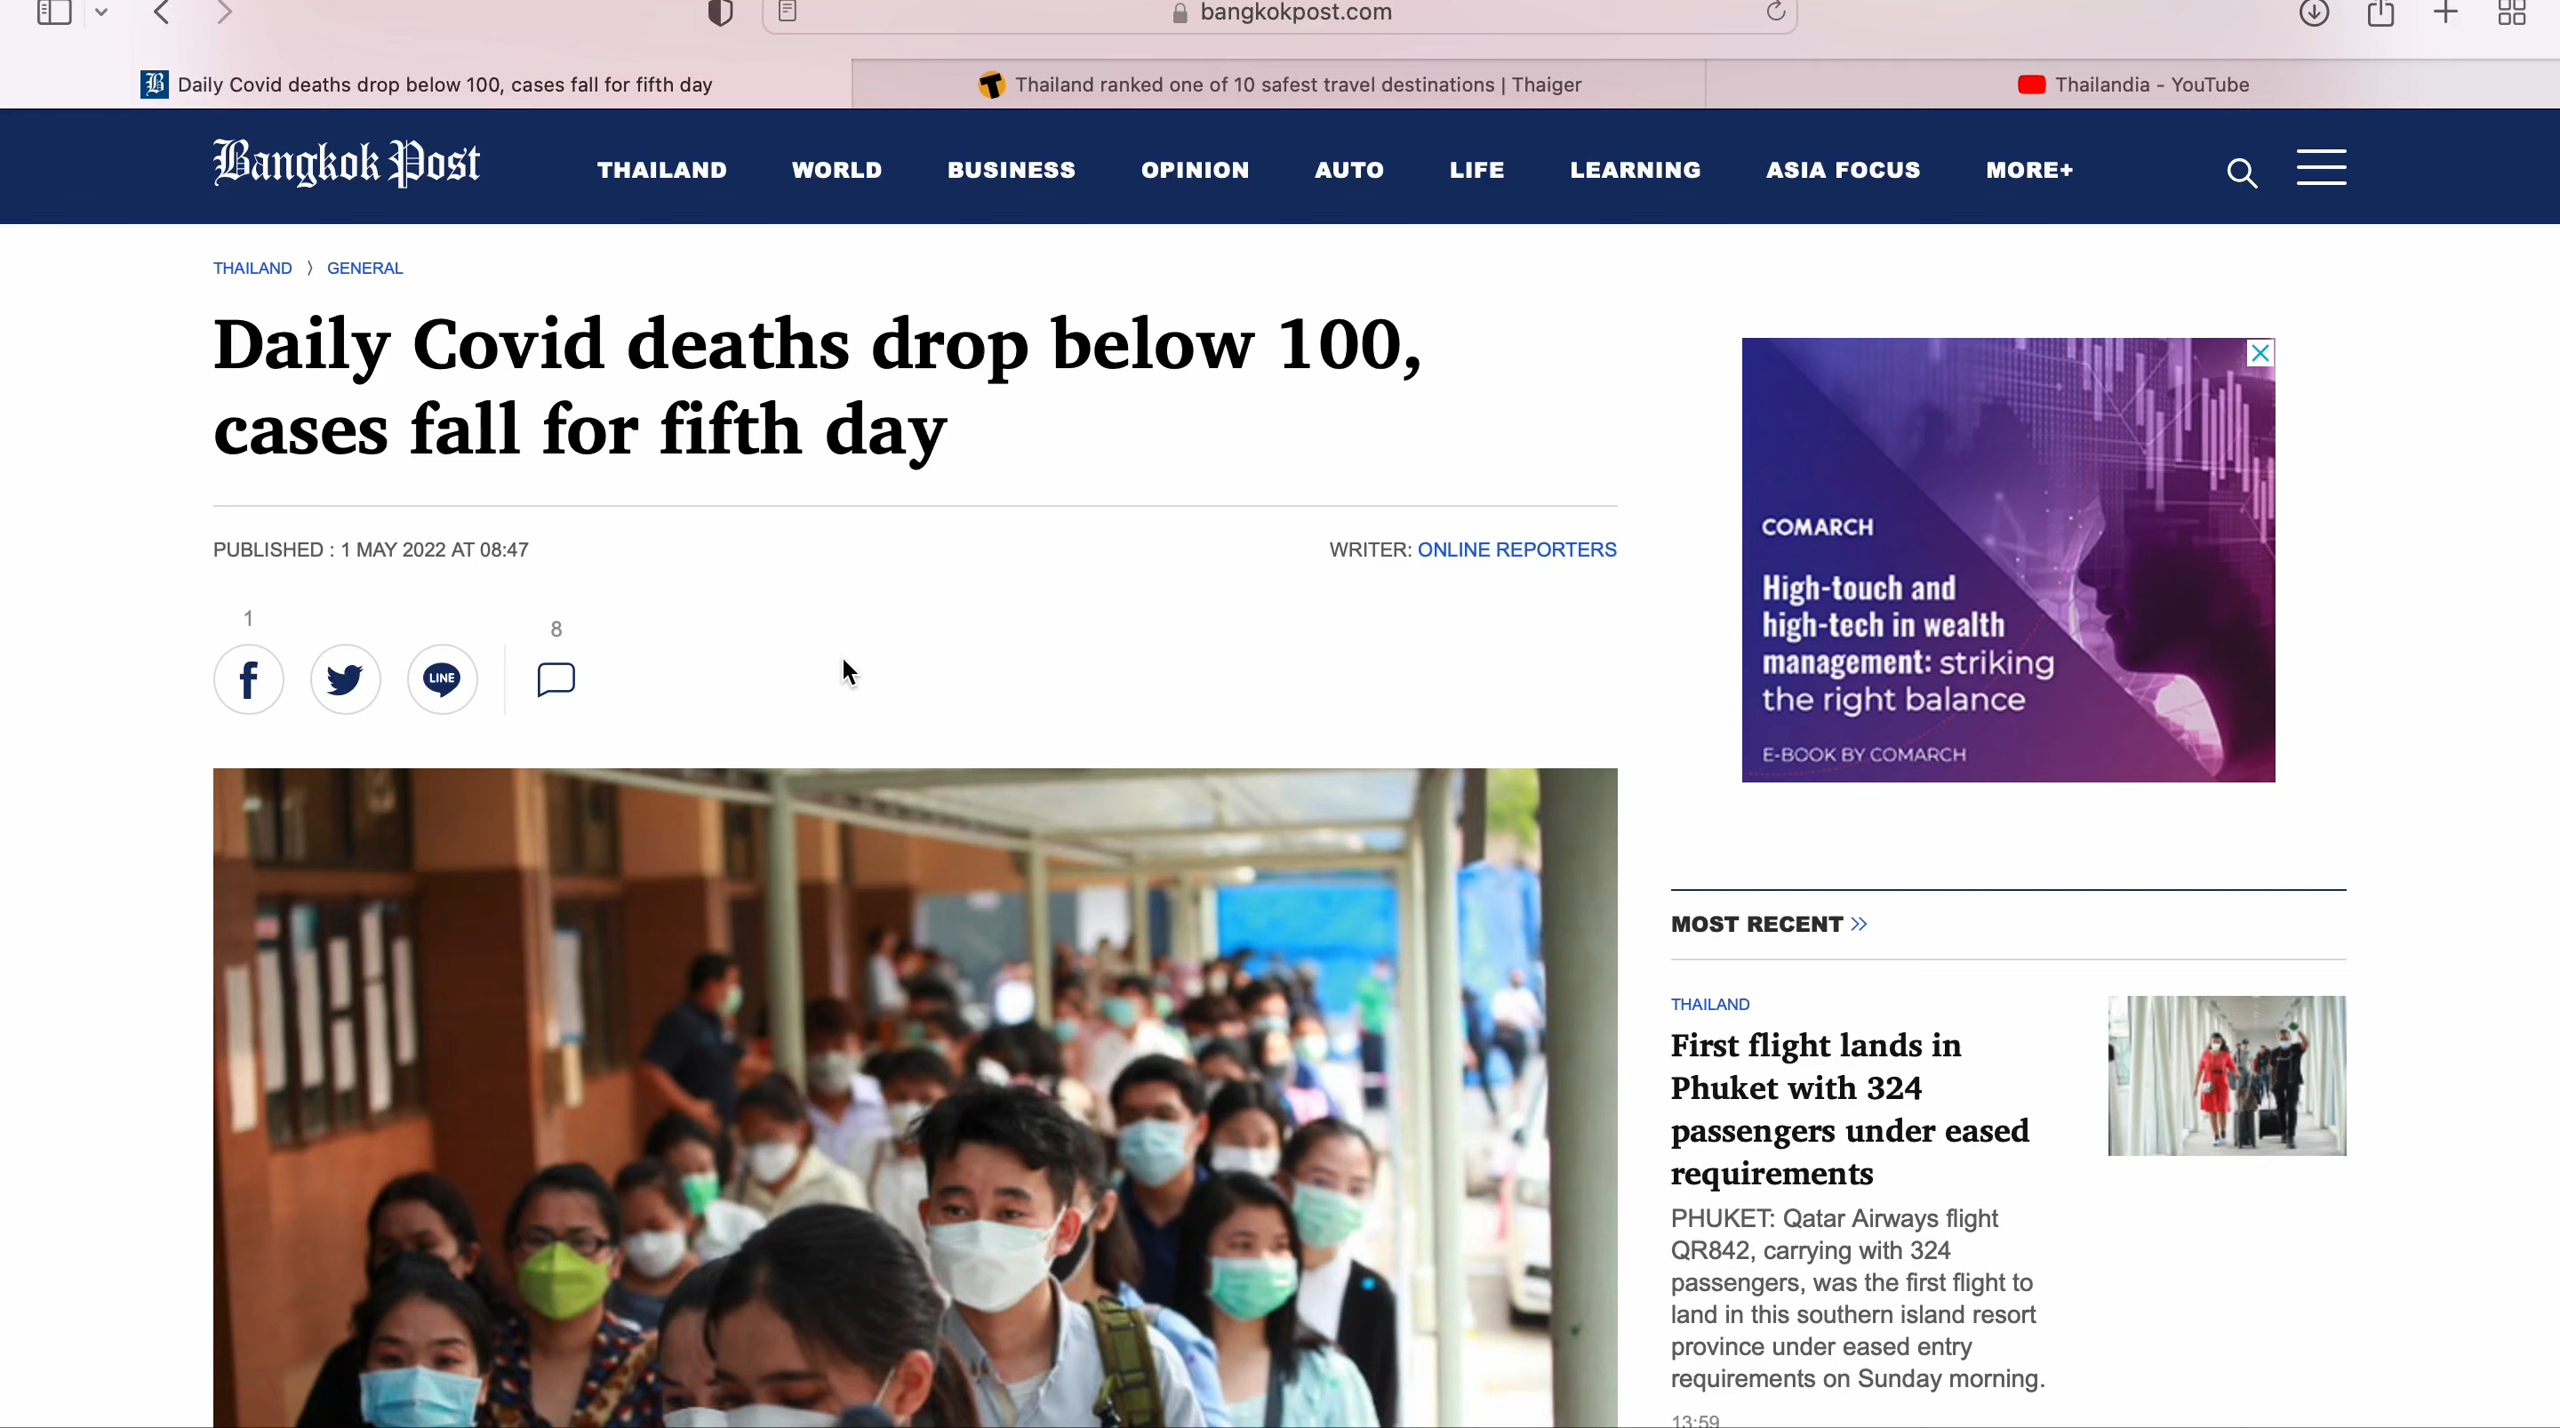 bangkokpost.com
Daily Covid deaths drop below 100, cases fall for fifth day
Thailand ranked one of 10 safest travel destinations | Thaiger
Thailandia - YouTube
Bangkok Post
THAILAND
WORLD
BUSINESS
OPINION
AUTO
LIFE
LEARNING
ASIA FOCUS
MORE+
THAILAND 〉 GENERAL
Daily Covid deaths drop below 100,
cases fall for fifth day
PUBLISHED : 1 MAY 2022 AT 08:47
WRITER: ONLINE REPORTERS
1
8
LINE
COMARCH
High-touch and
high-tech in wealth
management: striking
the right balance
E-BOOK BY COMARCH
MOST RECENT »
THAILAND
First flight lands in
Phuket with 324
passengers under eased
requirements
PHUKET: Qatar Airways flight
QR842, carrying with 324
passengers, was the first flight to
land in this southern island resort
province under eased entry
requirements on Sunday morning.
13:59